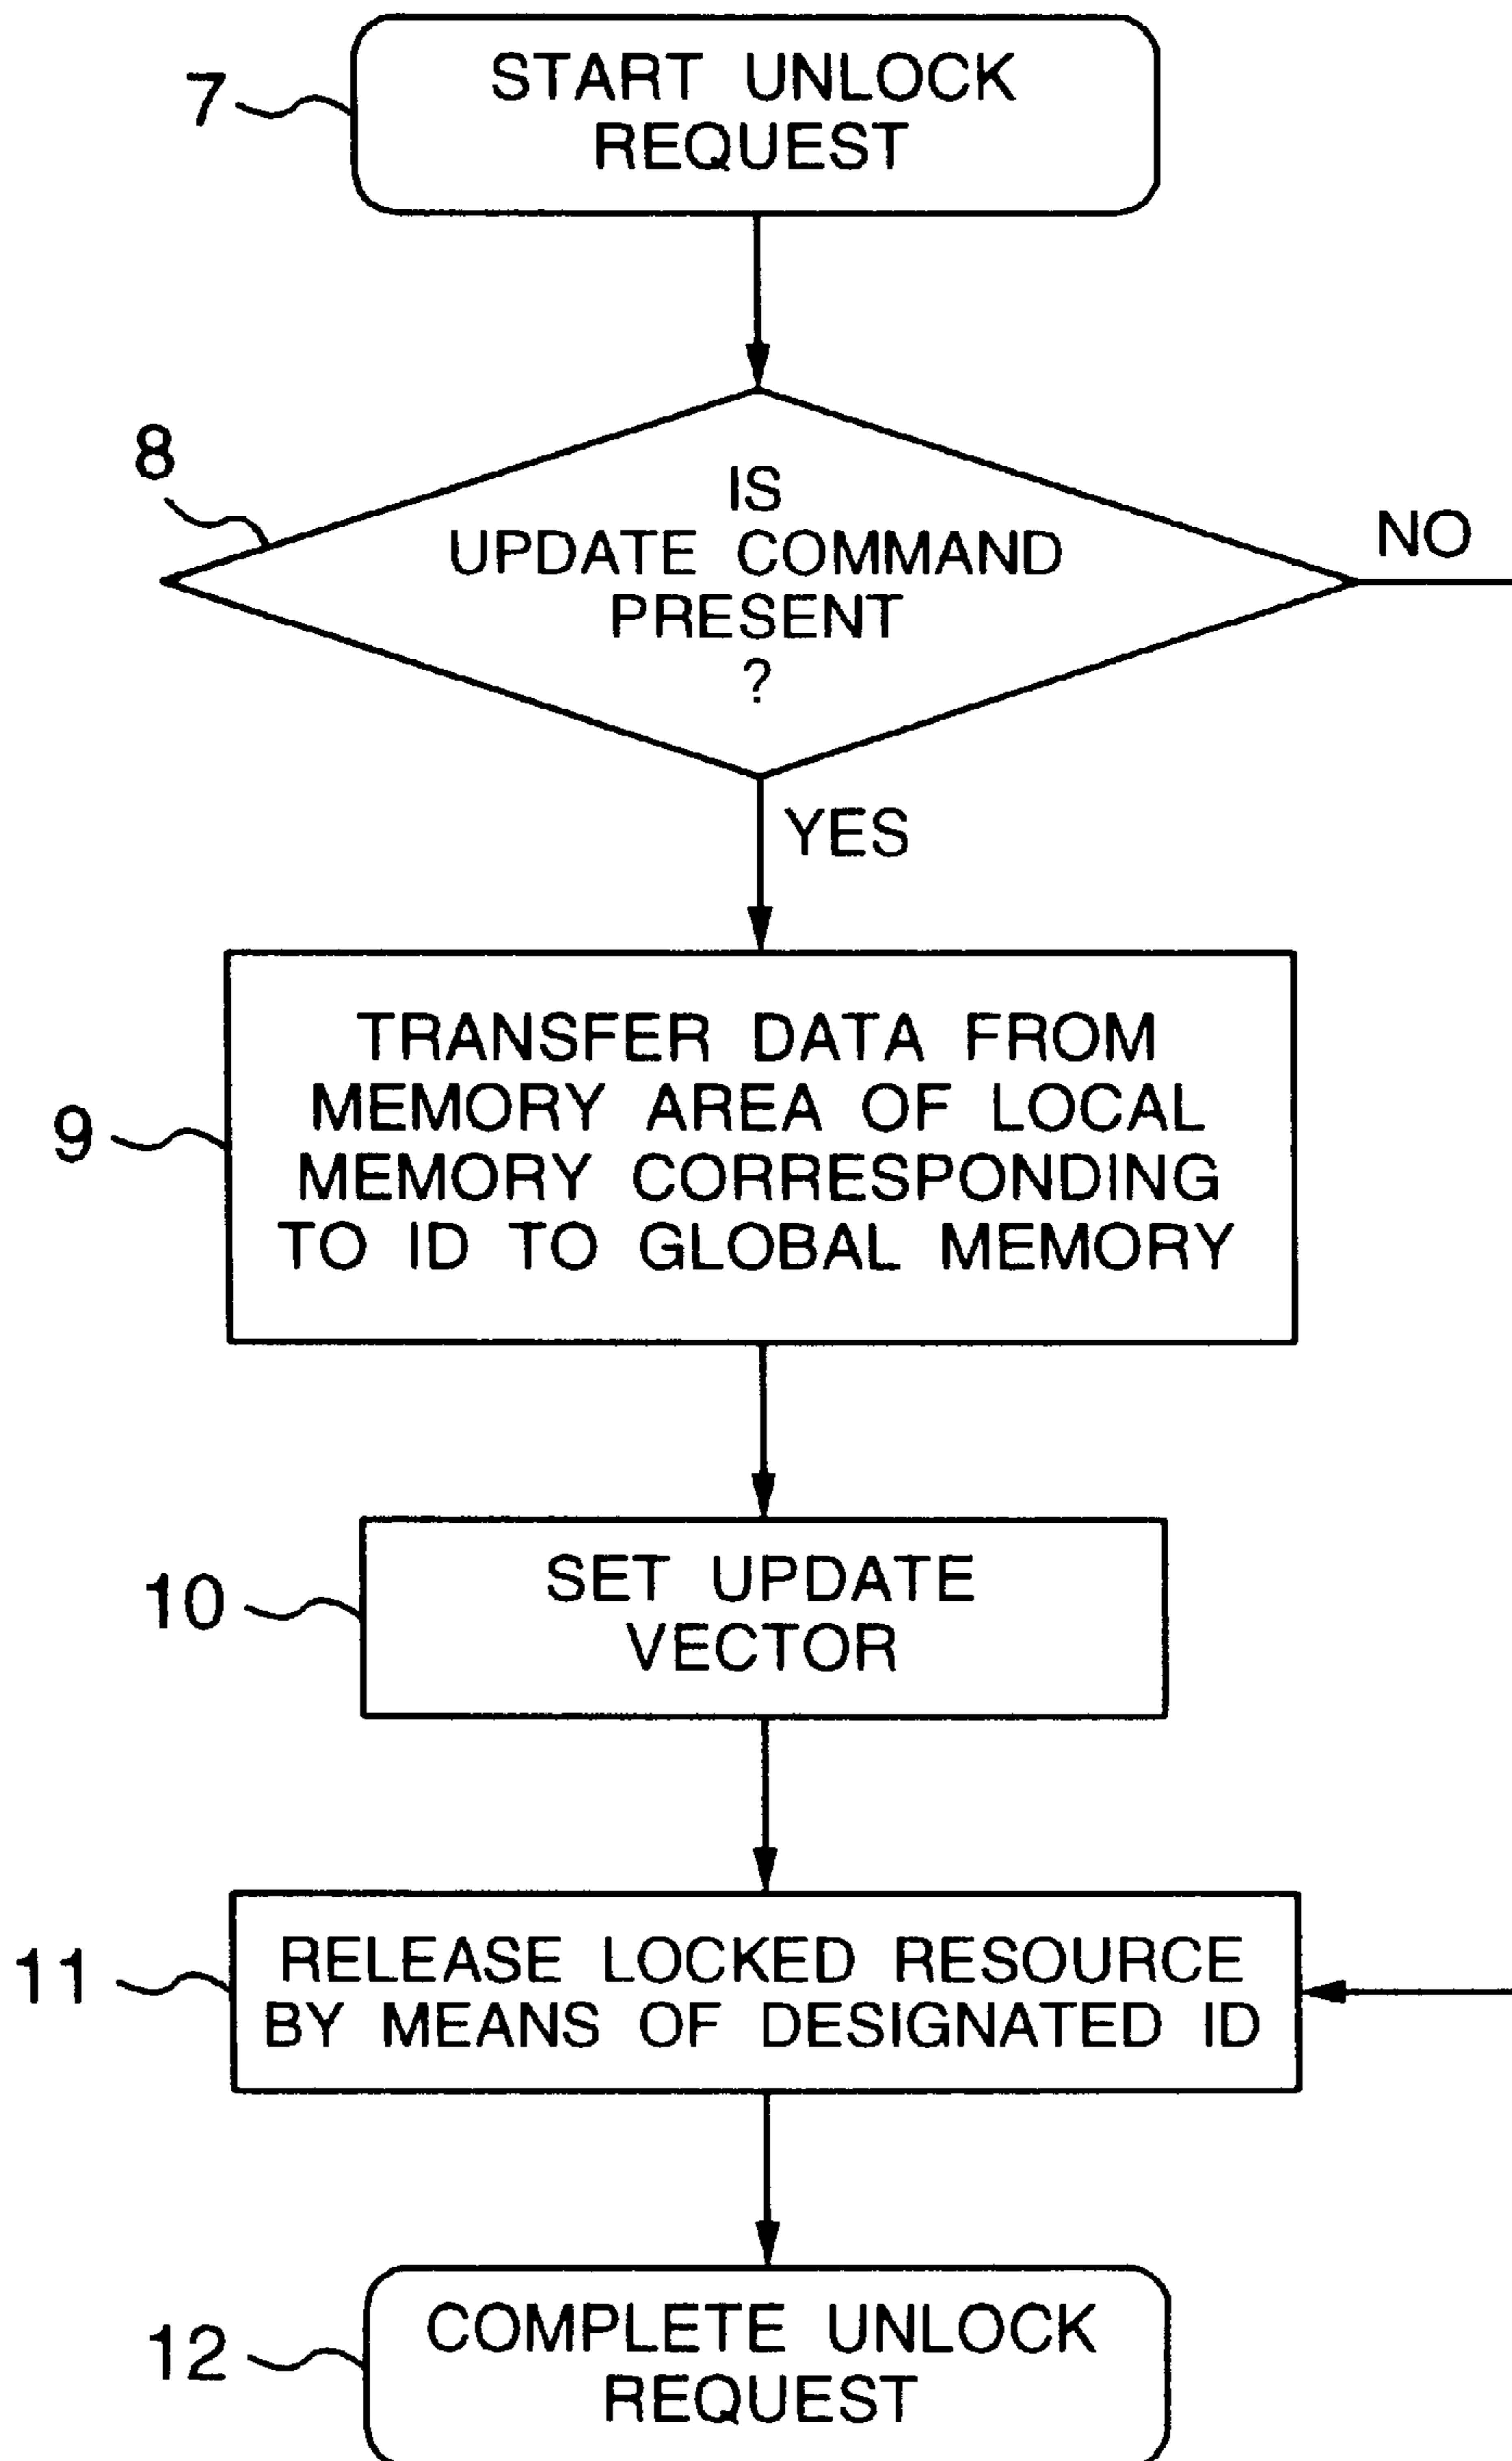 7
START UNLOCK
REQUEST
8
IS
UPDATE COMMAND
PRESENT
?
NO
YES
9
TRANSFER DATA FROM
MEMORY AREA OF LOCAL
MEMORY CORRESPONDING
TO ID TO GLOBAL MEMORY
10
SET UPDATE
VECTOR
11
RELEASE LOCKED RESOURCE
BY MEANS OF DESIGNATED ID
12
COMPLETE UNLOCK
REQUEST